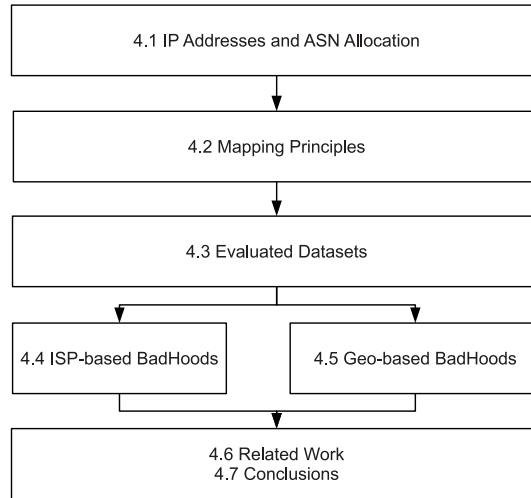 4.1 IP Addresses and ASN Allocation
4.2 Mapping Principles
4.3 Evaluated Datasets
4.4 ISP-based BadHoods
4.5 Geo-based BadHoods
4.6 Related Work
4.7 Conclusions